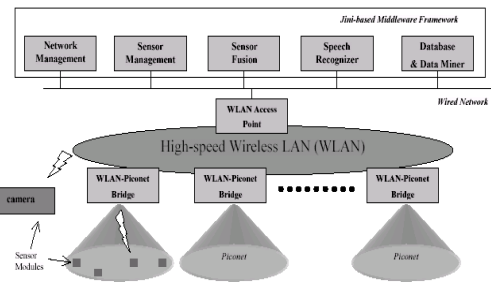 Jini-based Middleware Framework
Network
Management
Sensor
Management
Sensor
Fusion
Speech
Recognizer
Database
& Data Miner
Wired Network
WLAN Access
Point
High-speed Wireless LAN (WLAN)
WLAN-Piconet
Bridge
WLAN-Piconet
Bridge
WLAN-Piconet
Bridge
camera
Sensor
Modules
Piconet
Piconet